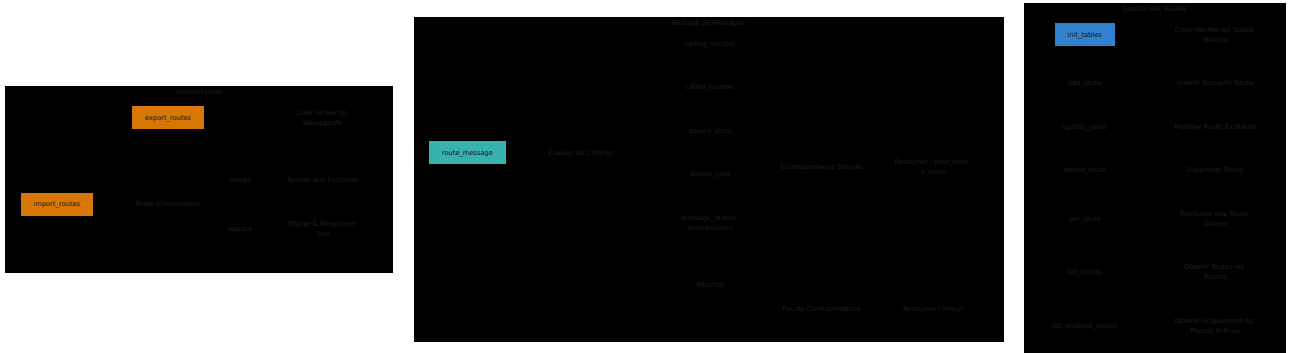 Import/Export
export_routes
Créer Fichier de
Sauvegarde
merge
Ajouter aux Existants
import_routes
Mode d'Importation
replace
Effacer & Remplacer
Tout
Routage de Messages
calling_number
called_number
source_smsc
route_message
Évaluer les Critères
source_type
Correspondance Trouvée
Retourner : dest_smsc
+ route
message_id pour
journalisation
Résultat
Pas de Correspondance
Retourner : erreur
Gestion des Routes
init_tables
Créer/Vérifier les Tables
Mnesia
add_route
Insérer Nouvelle Route
update_route
Modifier Route Existante
delete_route
Supprimer Route
get_route
Retrouver une Route
Unique
list_routes
Obtenir Toutes les
Routes
list_enabled_routes
Obtenir Uniquement les
Routes Actives